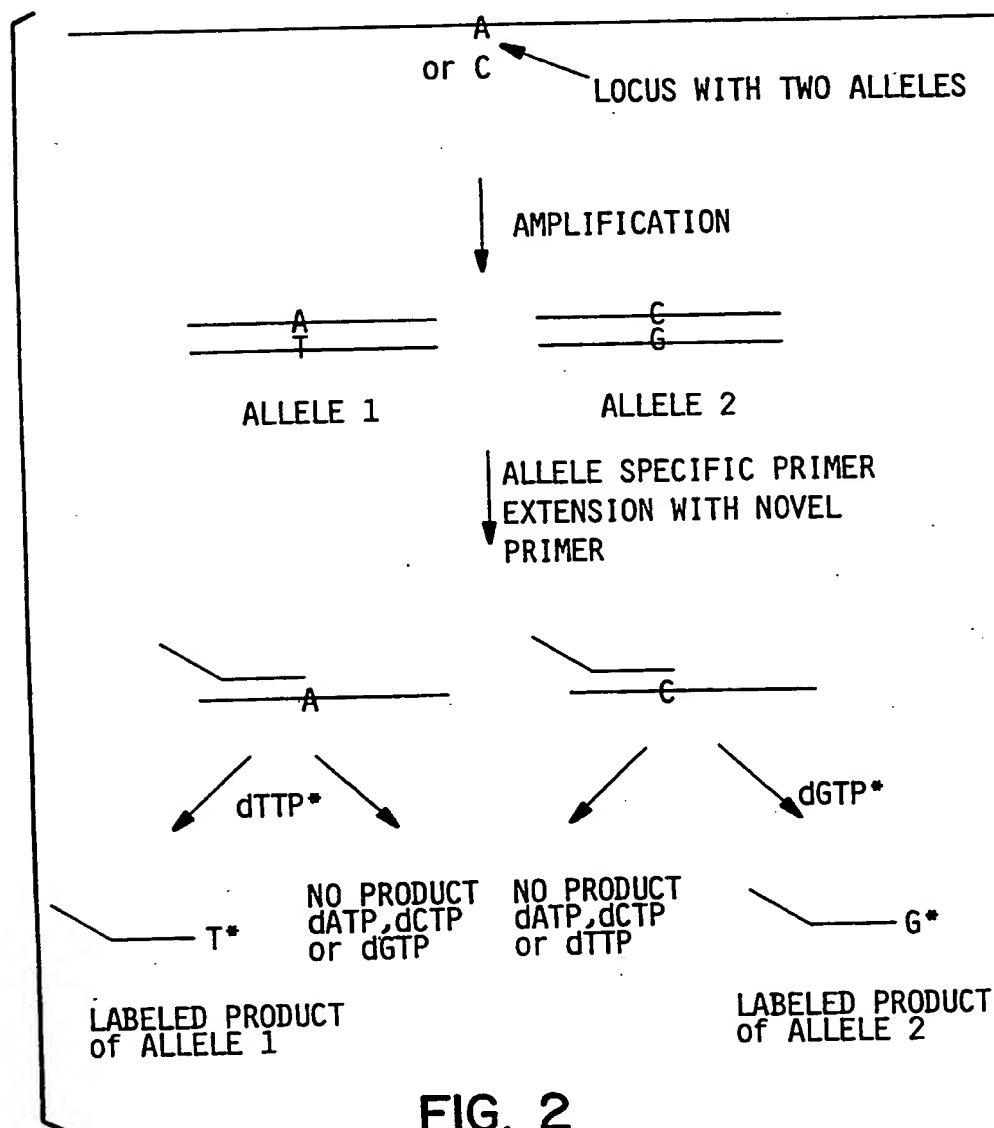 A
or C
LOCUS WITH TWO ALLELES
AMPLIFICATION
A
T
C
G
ALLELE 1
ALLELE 2
ALLELE SPECIFIC PRIMER
EXTENSION WITH NOVEL
PRIMER
A
C
dTTP*
dGTP*
T*
NO PRODUCT
dATP,dCTP
or dGTP
NO PRODUCT
dATP,dCTP
or dTTP
G*
LABELED PRODUCT
of ALLELE 1
LABELED PRODUCT
of ALLELE 2
FIG. 2